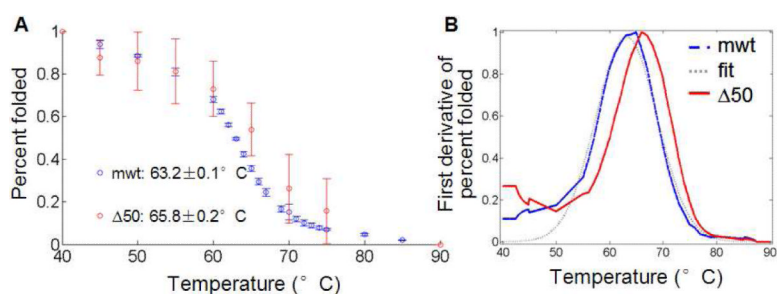 A
Percent folded
1
0.8
0.6
0.4
0.2
0
mwt: 63.2±0.1° C
Δ50: 65.8±0.2° C
40 50 60 70 80 90
Temperature (° C)
B
First derivative of
percent folded
1
0.8
0.6
0.4
0.2
0
mwt
fit
Δ50
40 50 60 70 80 90
Temperature (° C)